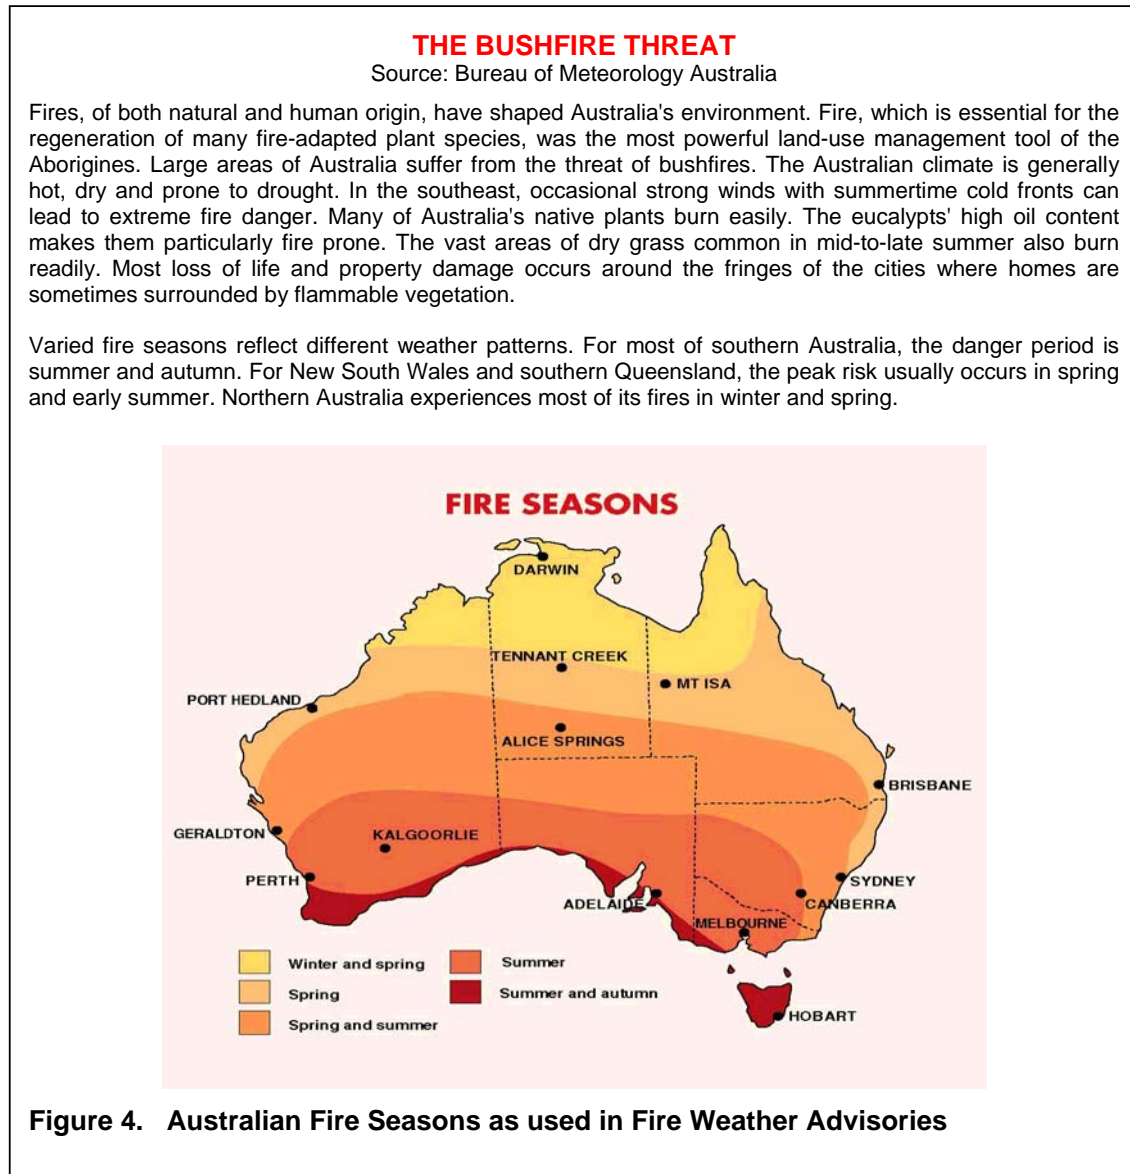 THE BUSHFIRE THREAT
Source: Bureau of Meteorology Australia
Fires, of both natural and human origin, have shaped Australia's environment. Fire, which is essential for the
regeneration of many fire-adapted plant species, was the most powerful land-use management tool of the
Aborigines. Large areas of Australia suffer from the threat of bushfires. The Australian climate is generally
hot, dry and prone to drought. In the southeast, occasional strong winds with summertime cold fronts can
lead to extreme fire danger. Many of Australia's native plants burn easily. The eucalypts' high oil content
makes them particularly fire prone. The vast areas of dry grass common in mid-to-late summer also burn
readily. Most loss of life and property damage occurs around the fringes of the cities where homes are
sometimes surrounded by flammable vegetation.
Varied fire seasons reflect different weather patterns. For most of southern Australia, the danger period is
summer and autumn. For New South Wales and southern Queensland, the peak risk usually occurs in spring
and early summer. Northern Australia experiences most of its fires in winter and spring.
FIRE SEASONS
DARWIN
TENNANT CREEK
MT ISA
PORT HEDLAND
ALICE SPRINGS
BRISBANE
GERALDTON
KALGOORLIE
PERTH
SYDNEY
ADELAIDE
CANBERRA
MELBOURNE
Winter and spring
Summer
Spring
Summer and autumn
HOBART
Spring and summer
Figure 4. Australian Fire Seasons as used in Fire Weather Advisories